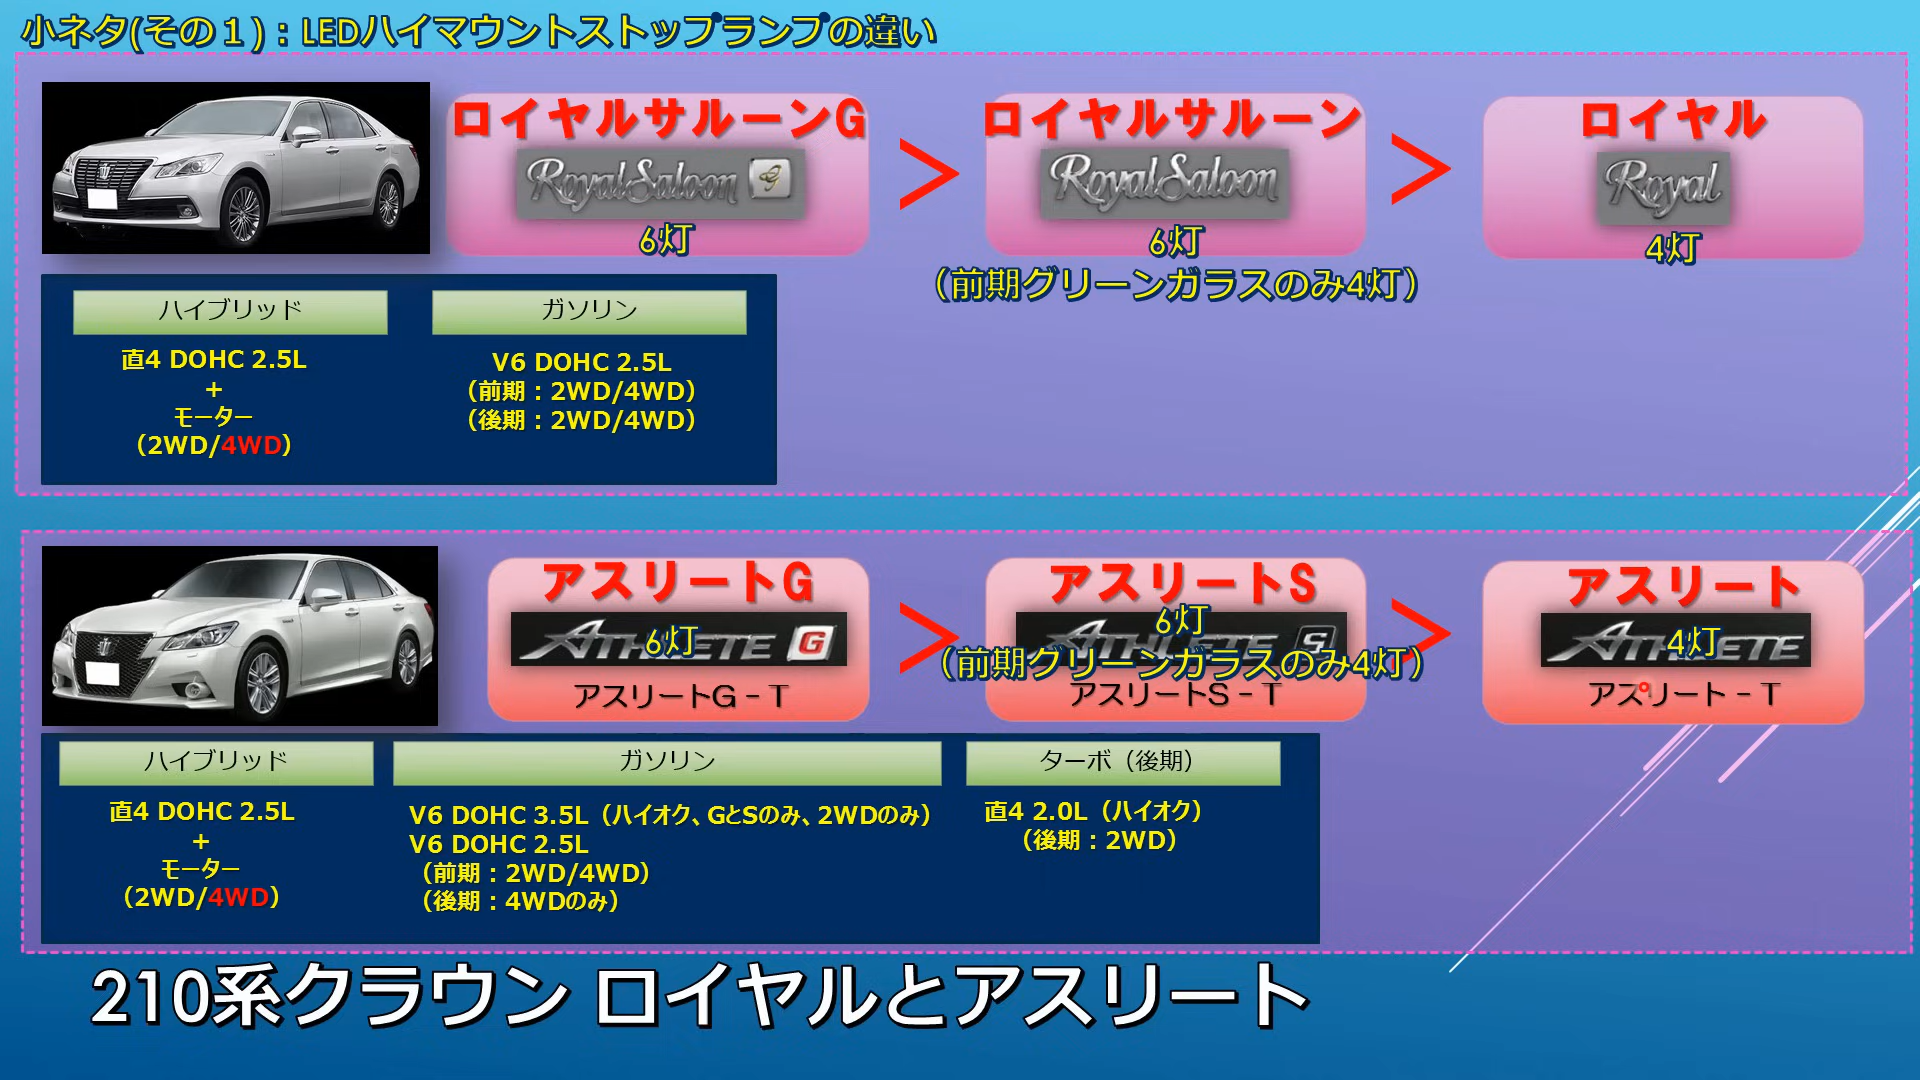 小ネタ(その１)：LEDハイマウントストップランプの違い
ロイヤルサルーンG
RoyalSaloon G
6灯
>
ロイヤルサルーン
RoyalSaloon
6灯
（前期グリーンガラスのみ4灯）
>
ロイヤル
Royal
4灯
ハイブリッド
直4 DOHC 2.5L
+
モーター
（2WD/4WD）
ガソリン
V6 DOHC 2.5L
（前期：2WD/4WD）
（後期：2WD/4WD）
アスリートG
ATHLETE G
6灯
アスリートG－T
>
アスリートS
ATHLETE S
6灯
（前期グリーンガラスのみ4灯）
アスリートS－T
>
アスリート
ATHLETE
4灯
アスリート－T
ハイブリッド
直4 DOHC 2.5L
+
モーター
（2WD/4WD）
ガソリン
V6 DOHC 3.5L（ハイオク、GとSのみ、2WDのみ）
V6 DOHC 2.5L
（前期：2WD/4WD）
（後期：4WDのみ）
ターボ（後期）
直4 2.0L（ハイオク）
（後期：2WD）
210系クラウン ロイヤルとアスリート